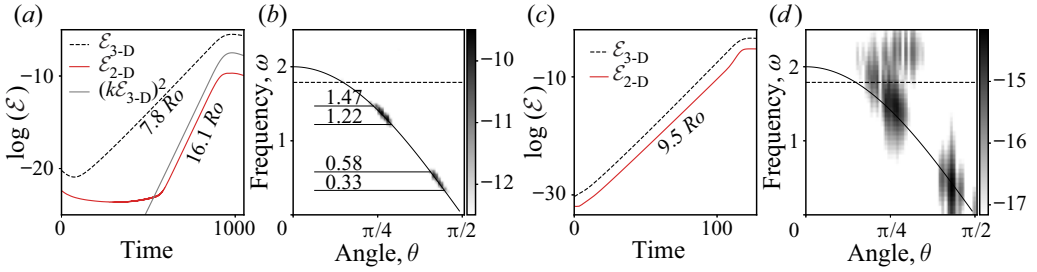 (a)
log (ℰ)
−10
−20
0
1000
Time
ℰ3-D
ℰ2-D
(kℰ3-D)²
7.8 Ro
16.1 Ro
(b)
Frequency, ω
2
1
0
1.47
1.22
0.58
0.33
π/4
π/2
Angle, θ
−10
−11
−12
(c)
log (ℰ)
−10
−30
0
100
Time
ℰ3-D
ℰ2-D
9.5 Ro
(d)
Frequency, ω
2
1
0
π/4
π/2
Angle, θ
−15
−16
−17